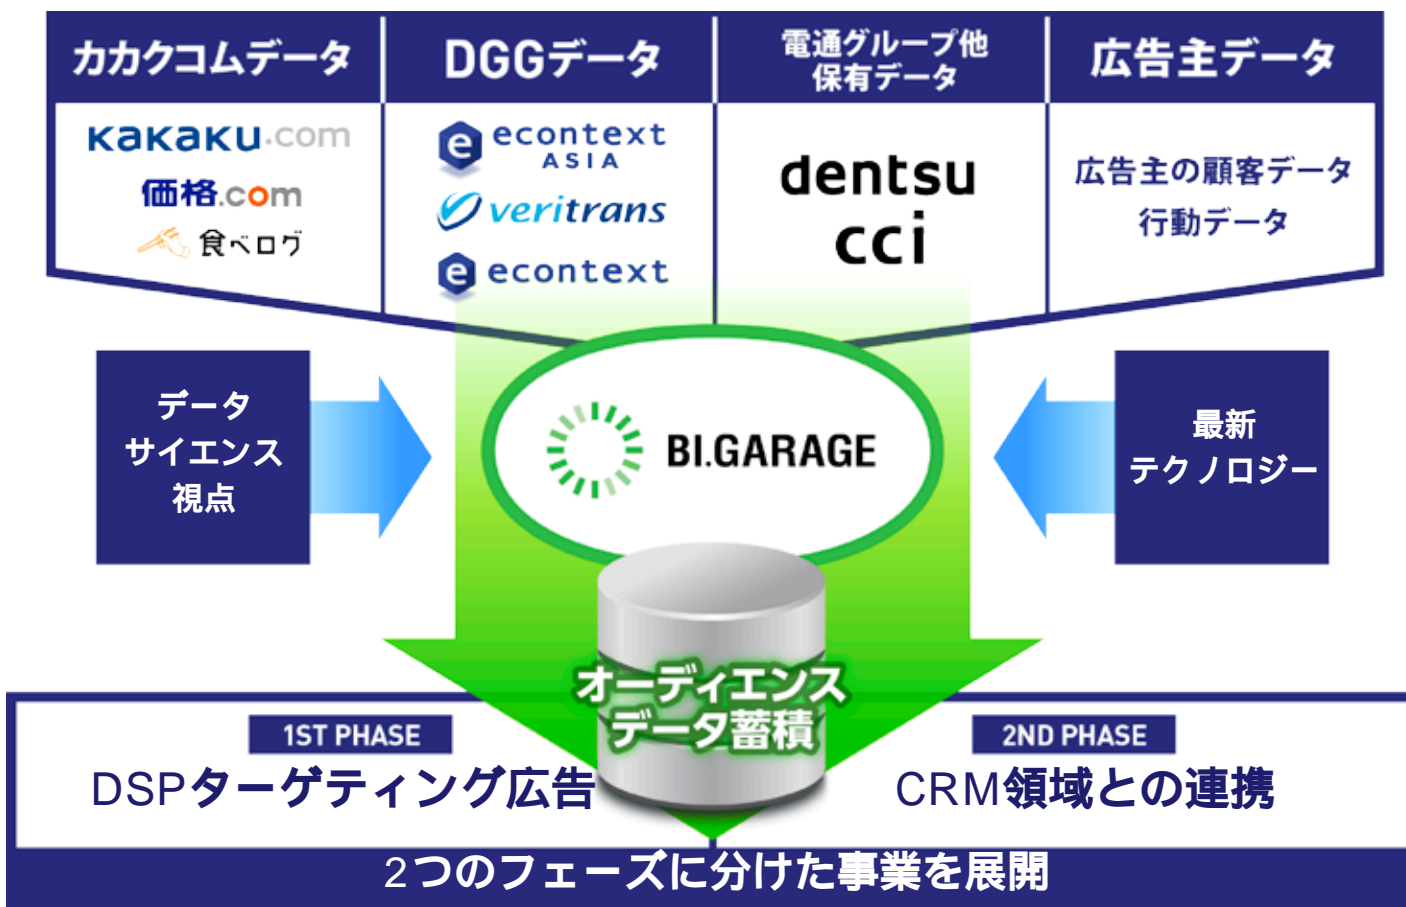 カカクコムデータ
DGGデータ
電通グループ他
保有データ
広告主データ
kakaku.com
価格.com
食べログ
econtext
ASIA
veritrans
econtext
dentsu
cci
広告主の顧客データ
行動データ
データ
サイエンス
視点
BI.GARAGE
最新
テクノロジー
オーディエンス
データ蓄積
1ST PHASE
DSPターゲティング広告
2ND PHASE
CRM領域との連携
2つのフェーズに分けた事業を展開